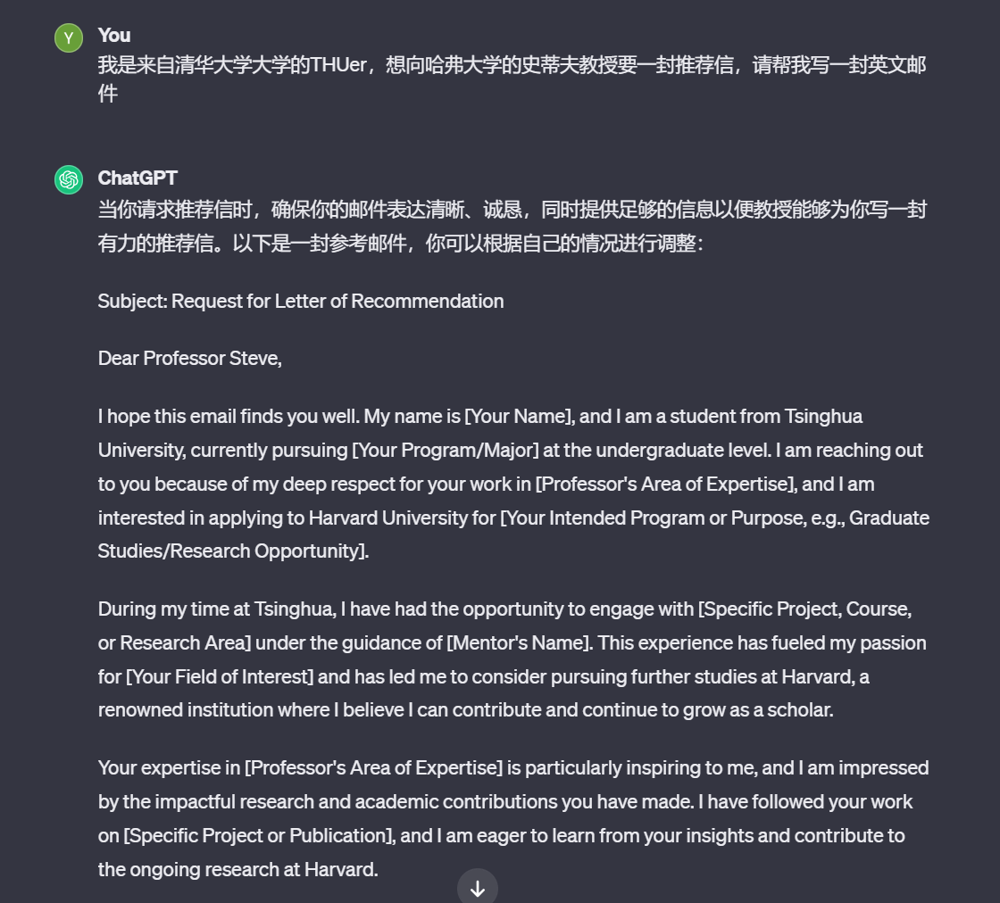 Y
You
我是来自清华大学大学的THUer，想向哈弗大学的史蒂夫教授要一封推荐信，请帮我写一封英文邮
件
ChatGPT
当你请求推荐信时，确保你的邮件表达清晰、诚恳，同时提供足够的信息以便教授能够为你写一封
有力的推荐信。以下是一封参考邮件，你可以根据自己的情况进行调整：
Subject: Request for Letter of Recommendation
Dear Professor Steve,
I hope this email finds you well. My name is [Your Name], and I am a student from Tsinghua
University, currently pursuing [Your Program/Major] at the undergraduate level. I am reaching out
to you because of my deep respect for your work in [Professor's Area of Expertise], and I am
interested in applying to Harvard University for [Your Intended Program or Purpose, e.g., Graduate
Studies/Research Opportunity].
During my time at Tsinghua, I have had the opportunity to engage with [Specific Project, Course,
or Research Area] under the guidance of [Mentor's Name]. This experience has fueled my passion
for [Your Field of Interest] and has led me to consider pursuing further studies at Harvard, a
renowned institution where I believe I can contribute and continue to grow as a scholar.
Your expertise in [Professor's Area of Expertise] is particularly inspiring to me, and I am impressed
by the impactful research and academic contributions you have made. I have followed your work
on [Specific Project or Publication], and I am eager to learn from your insights and contribute to
the ongoing research at Harvard.